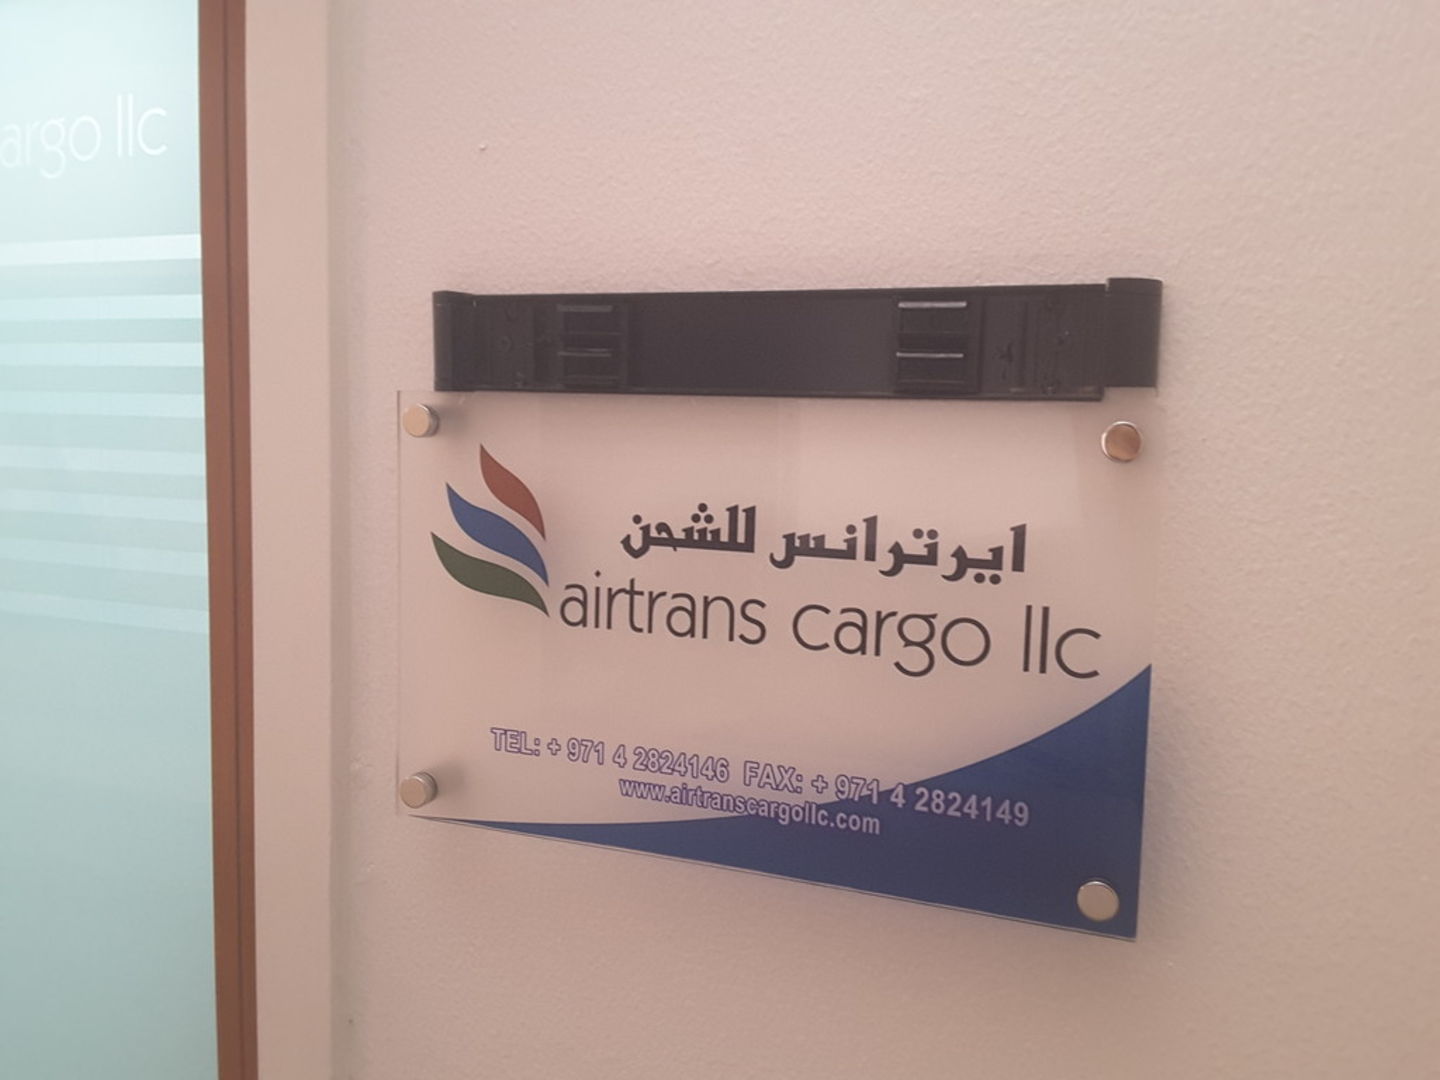 argo llc
ايرترانس للشحن
airtrans cargo llc
TEL: + 971 4 2824146 FAX: + 971 4 2824149
www.airtranscargollc.com